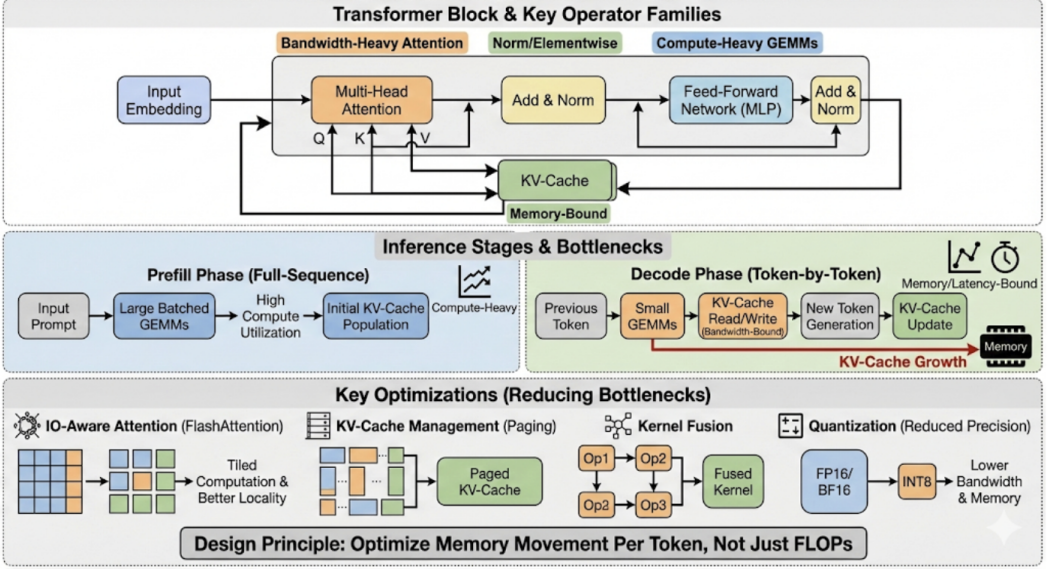 Transformer Block & Key Operator Families
Bandwidth-Heavy Attention
Norm/Elementwise
Compute-Heavy GEMMs
Input
Embedding
Multi-Head
Attention
Add & Norm
Feed-Forward
Network (MLP)
Add &
Norm
Q
K
V
KV-Cache
Memory-Bound
Inference Stages & Bottlenecks
Prefill Phase (Full-Sequence)
Compute-Heavy
Input
Prompt
Large Batched
GEMMs
High
Compute
Utilization
Initial KV-Cache
Population
Decode Phase (Token-by-Token)
Memory/Latency-Bound
Previous
Token
Small
GEMMs
KV-Cache
Read/Write
(Bandwidth-Bound)
New Token
Generation
KV-Cache
Update
KV-Cache Growth
Memory
Key Optimizations (Reducing Bottlenecks)
IO-Aware Attention (FlashAttention)
Tiled
Computation &
Better Locality
KV-Cache Management (Paging)
Paged
KV-Cache
Kernel Fusion
Op1
Op2
Op2
Op3
Fused
Kernel
Quantization (Reduced Precision)
FP16/
BF16
INT8
Lower
Bandwidth
& Memory
Design Principle: Optimize Memory Movement Per Token, Not Just FLOPs